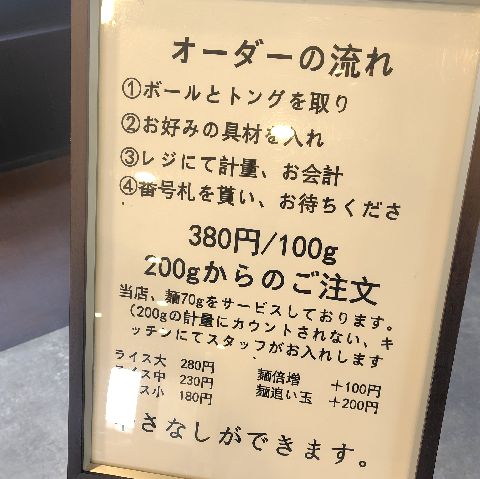 オーダーの流れ
①ボールとトングを取り
②お好みの具材を入れ
③レジにて計量、お会計
④番号札を貰い、お待ちくださ
380円/100g
200gからのご注文
当店、麺70gをサービスしております。
(200gの計量にカウントされない、キ
ッチンにてスタッフがお入れします
ライス大 280円 麺倍増 +100円
イス中 230円 麺追い玉 +200円
ス小 180円
さなしができます。